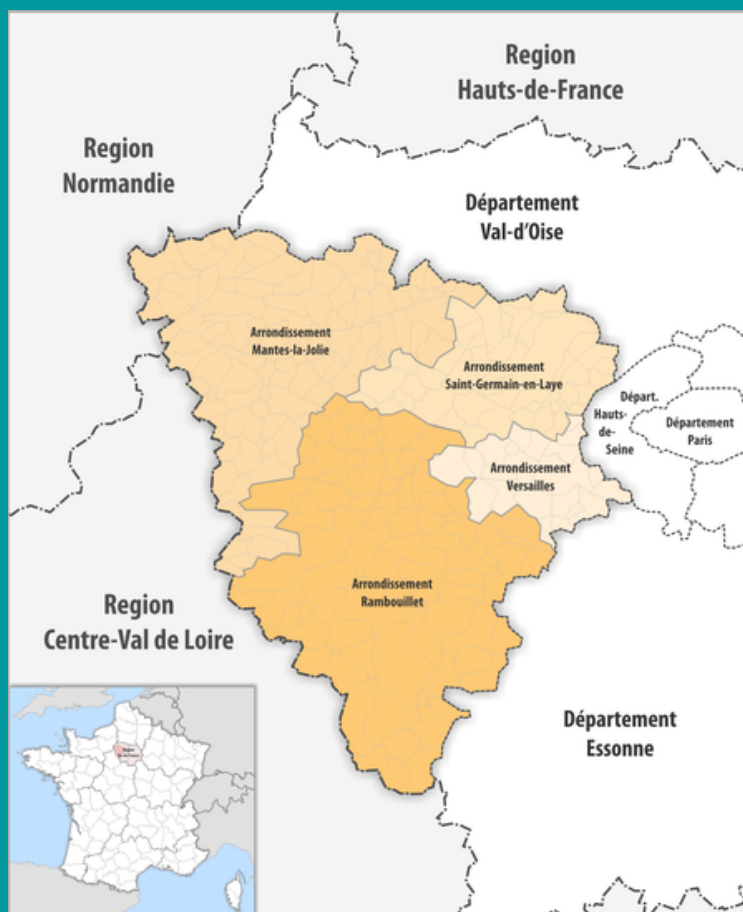 Region
Hauts-de-France
Region
Normandie
Département
Val-d'Oise
Arrondissement
Mantes-la-Jolie
Arrondissement
Saint-Germain-en-Laye
Départ.
Hauts-
de-
Seine
Département
Paris
Arrondissement
Versailles
Arrondissement
Rambouillet
Region
Centre-Val de Loire
Département
Essonne